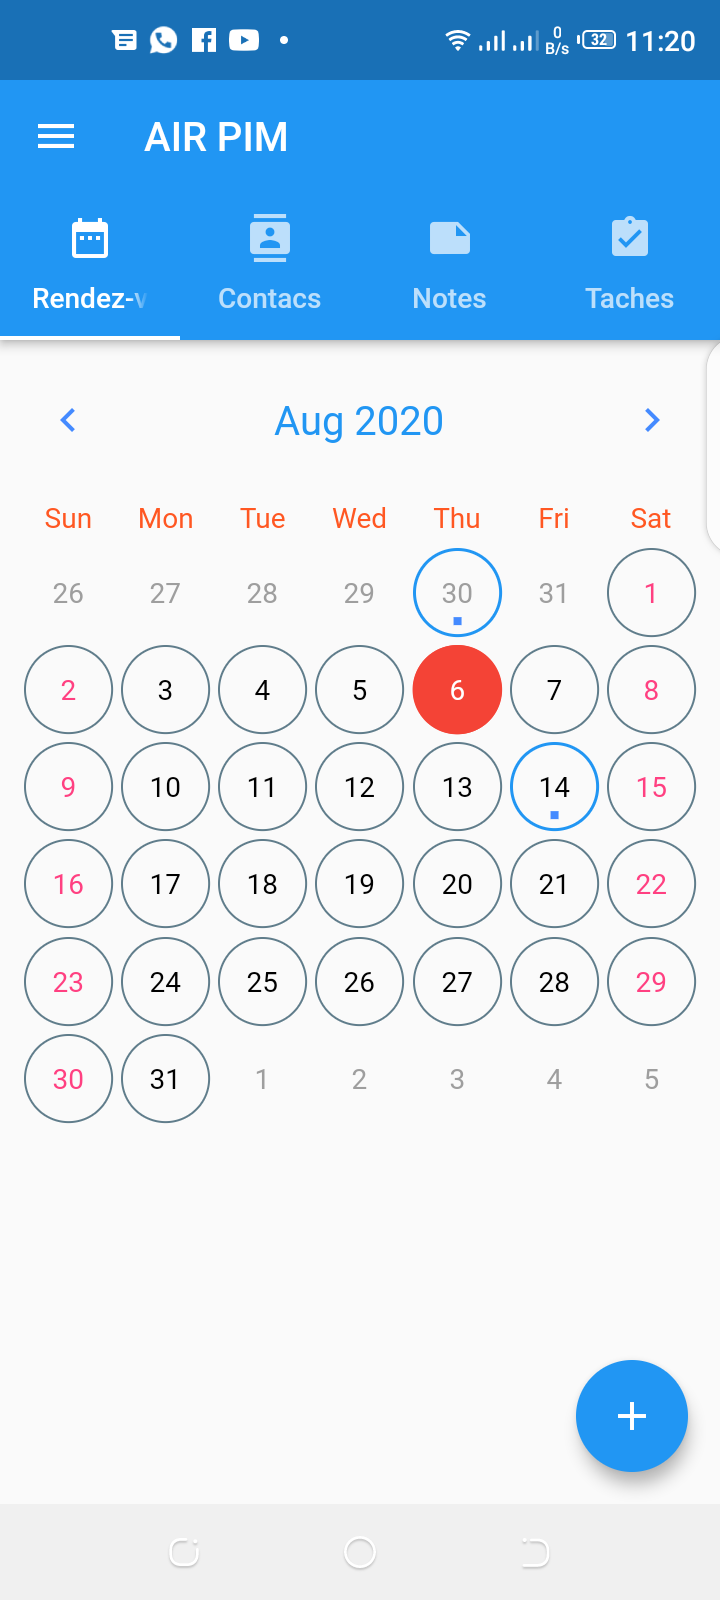 0 B/s 32 11:20
AIR PIM
Rendez-v Contacs Notes Taches
Aug 2020
Sun Mon Tue Wed Thu Fri Sat
26 27 28 29 30 31 1
2 3 4 5 6 7 8
9 10 11 12 13 14 15
16 17 18 19 20 21 22
23 24 25 26 27 28 29
30 31 1 2 3 4 5